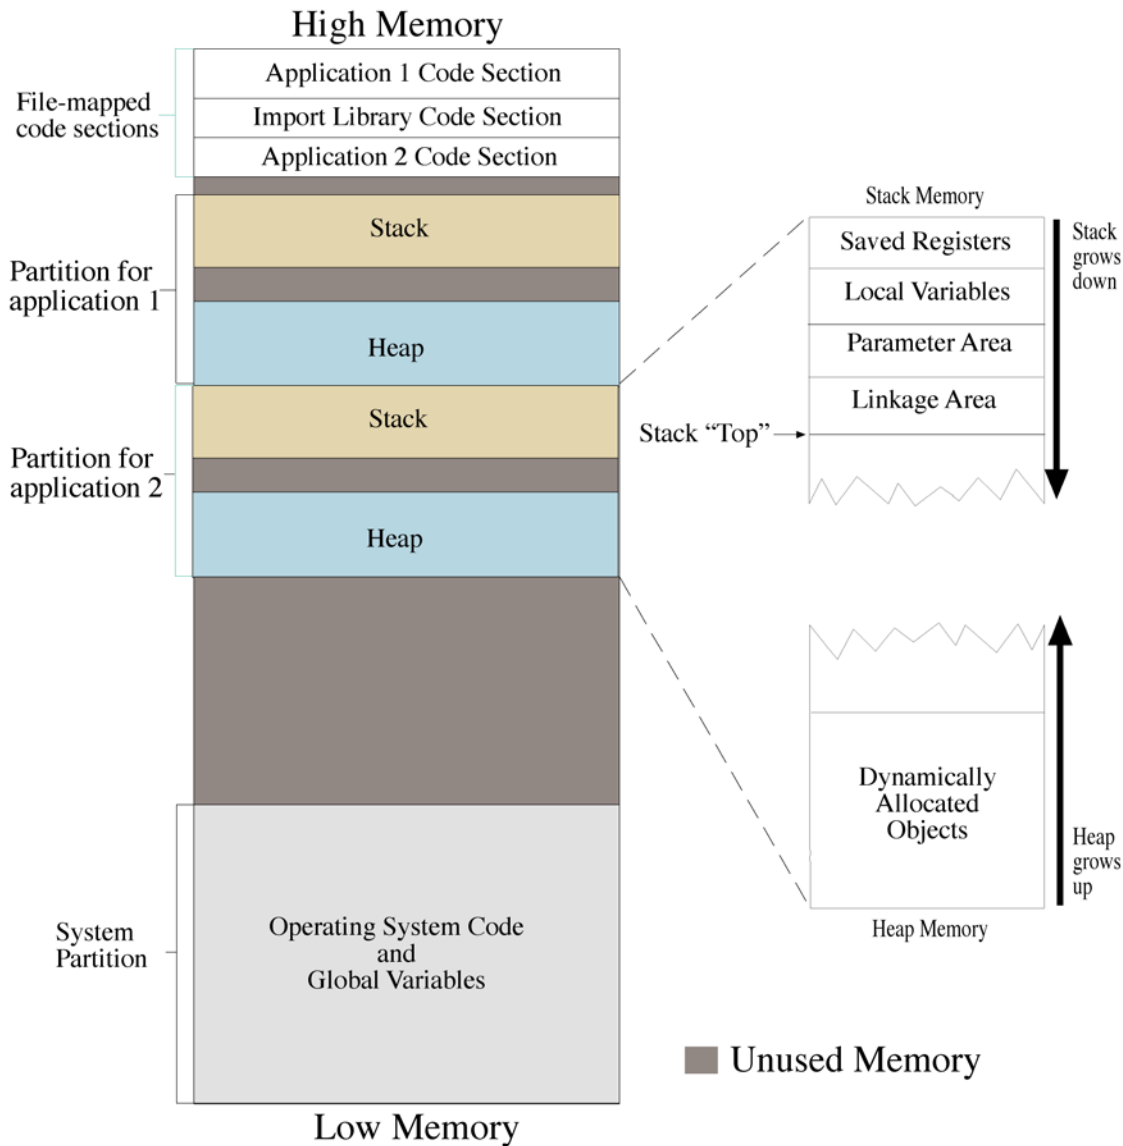 High Memory
File-mapped
code sections
Application 1 Code Section
Import Library Code Section
Application 2 Code Section
Partition for
application 1
Stack
Heap
Partition for
application 2
Stack
Heap
System
Partition
Operating System Code
and
Global Variables
Low Memory
Stack Memory
Saved Registers
Local Variables
Parameter Area
Linkage Area
Stack “Top”
Stack
grows
down
Dynamically
Allocated
Objects
Heap
grows
up
Heap Memory
Unused Memory